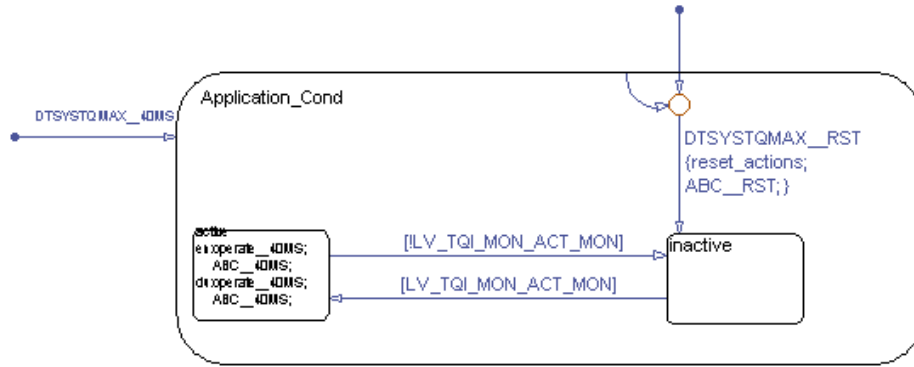 Application_Cond
DTSYSTQMAX__40MS
DTSYSTQMAX__RST
{reset_actions;
ABC__RST;}
active
en:operate__40MS;
ABC__40MS;
du:operate__40MS;
ABC__40MS;
[!LV_TQI_MON_ACT_MON]
inactive
[LV_TQI_MON_ACT_MON]